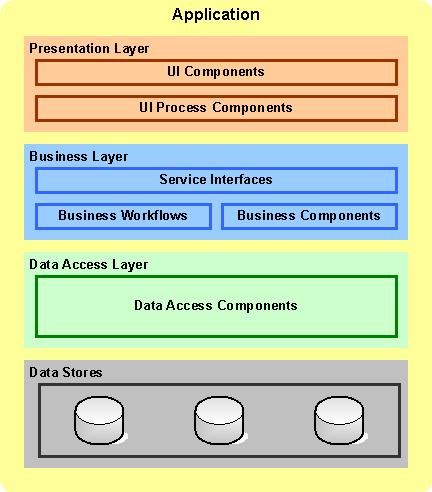 Application
Presentation Layer
UI Components
UI Process Components
Business Layer
Service Interfaces
Business Workflows
Business Components
Data Access Layer
Data Access Components
Data Stores